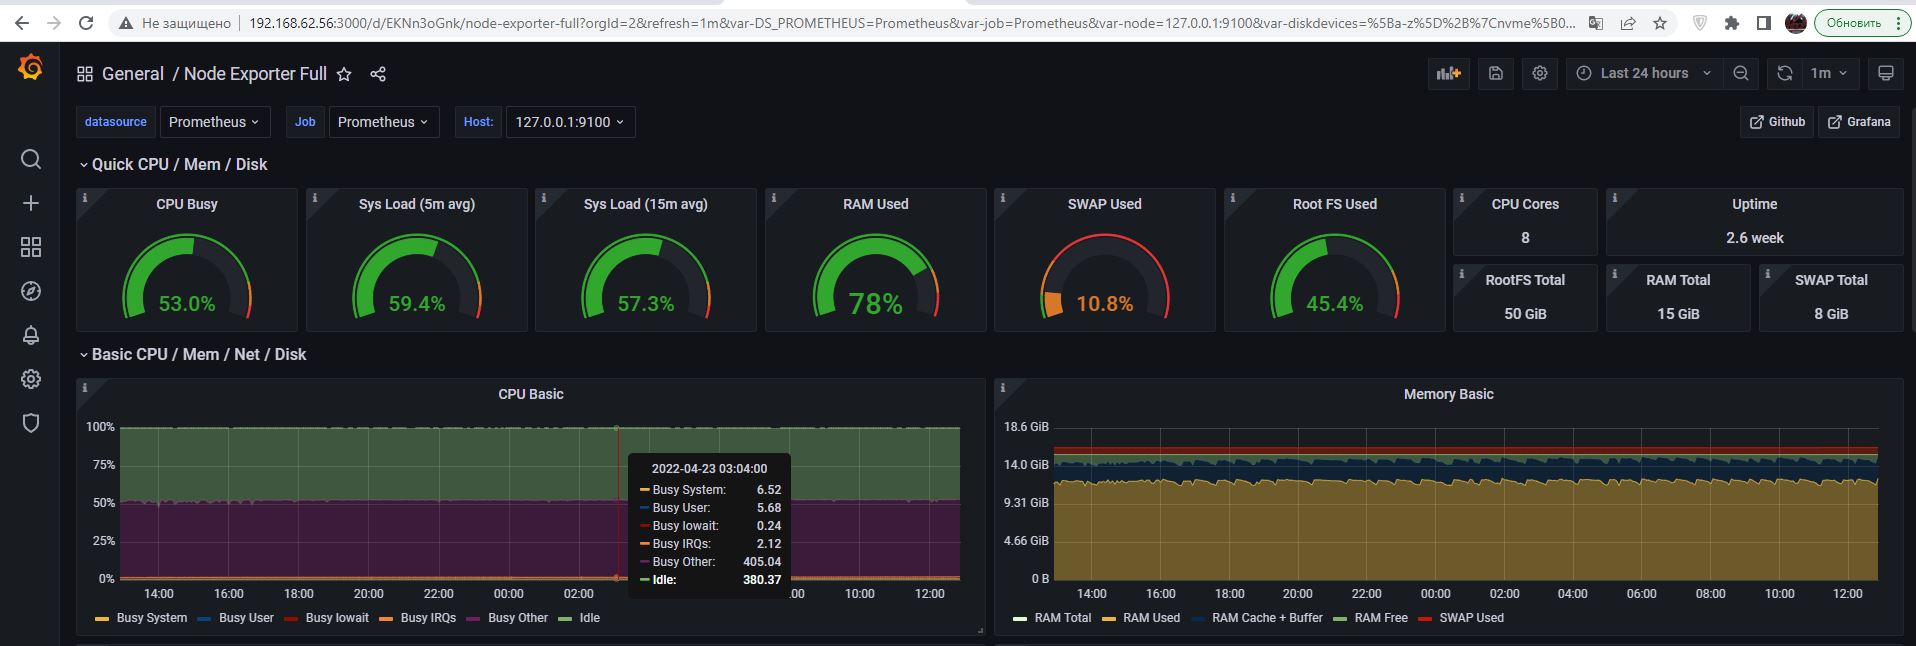 Не защищено 192.168.62.56:3000/d/EKNn3oGnk/node-exporter-full?orgId=2&refresh=1m&var-DS_PROMETHEUS=Prometheus&var-job=Prometheus&var-node=127.0.0.1:9100&var-diskdevices=%5Ba-z%5D%2B%7Cnvme%5B0... Обновить
General / Node Exporter Full Last 24 hours 1m
datasource Prometheus Job Prometheus Host: 127.0.0.1:9100 Github Grafana
Quick CPU / Mem / Disk
CPU Busy
53.0%
Sys Load (5m avg)
59.4%
Sys Load (15m avg)
57.3%
RAM Used
78%
SWAP Used
10.8%
Root FS Used
45.4%
CPU Cores
8
Uptime
2.6 week
RootFS Total
50 GiB
RAM Total
15 GiB
SWAP Total
8 GiB
Basic CPU / Mem / Net / Disk
CPU Basic
100%
75%
50%
25%
0%
14:00 16:00 18:00 20:00 22:00 00:00 02:00 :00 10:00 12:00
2022-04-23 03:04:00
Busy System: 6.52
Busy User: 5.68
Busy Iowait: 0.24
Busy IRQs: 2.12
Busy Other: 405.04
Idle: 380.37
Busy System Busy User Busy Iowait Busy IRQs Busy Other Idle
Memory Basic
18.6 GiB
14.0 GiB
9.31 GiB
4.66 GiB
0 B
14:00 16:00 18:00 20:00 22:00 00:00 02:00 04:00 06:00 08:00 10:00 12:00
RAM Total RAM Used RAM Cache + Buffer RAM Free SWAP Used